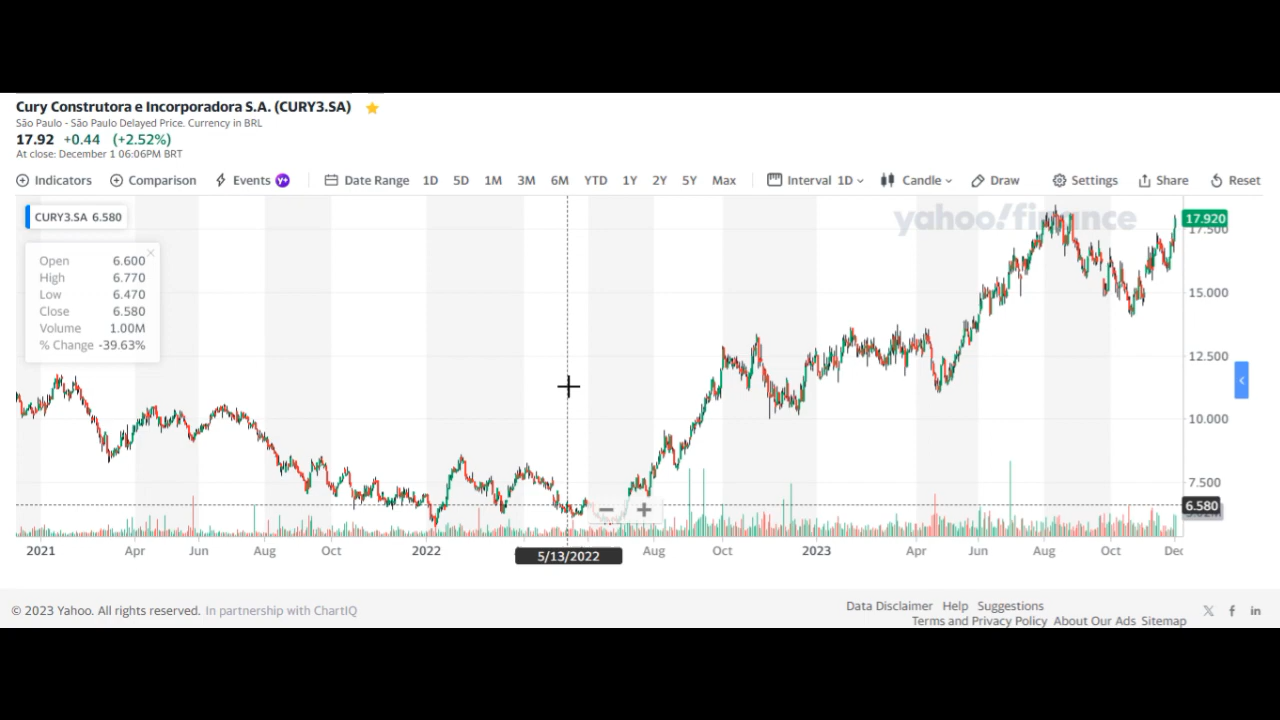 Cury Construtora e Incorporadora S.A. (CURY3.SA)
São Paulo - São Paulo Delayed Price. Currency in BRL
17.92 +0.44 (+2.52%)
At close: December 1 06:06PM BRT
Indicators Comparison Events Y+ Date Range 1D 5D 1M 3M 6M YTD 1Y 2Y 5Y Max Interval 1D Candle Draw Settings Share Reset
CURY3.SA 6.580
yahoo!finance
Open 6.600
High 6.770
Low 6.470
Close 6.580
Volume 1.00M
% Change -39.63%
17.920
17.500
15.000
12.500
10.000
7.500
6.580
2021 Apr Jun Aug Oct 2022 5/13/2022 Aug Oct 2023 Apr Jun Aug Oct Dec
© 2023 Yahoo. All rights reserved. In partnership with ChartIQ
Data Disclaimer Help Suggestions
Terms and Privacy Policy About Our Ads Sitemap
X f in